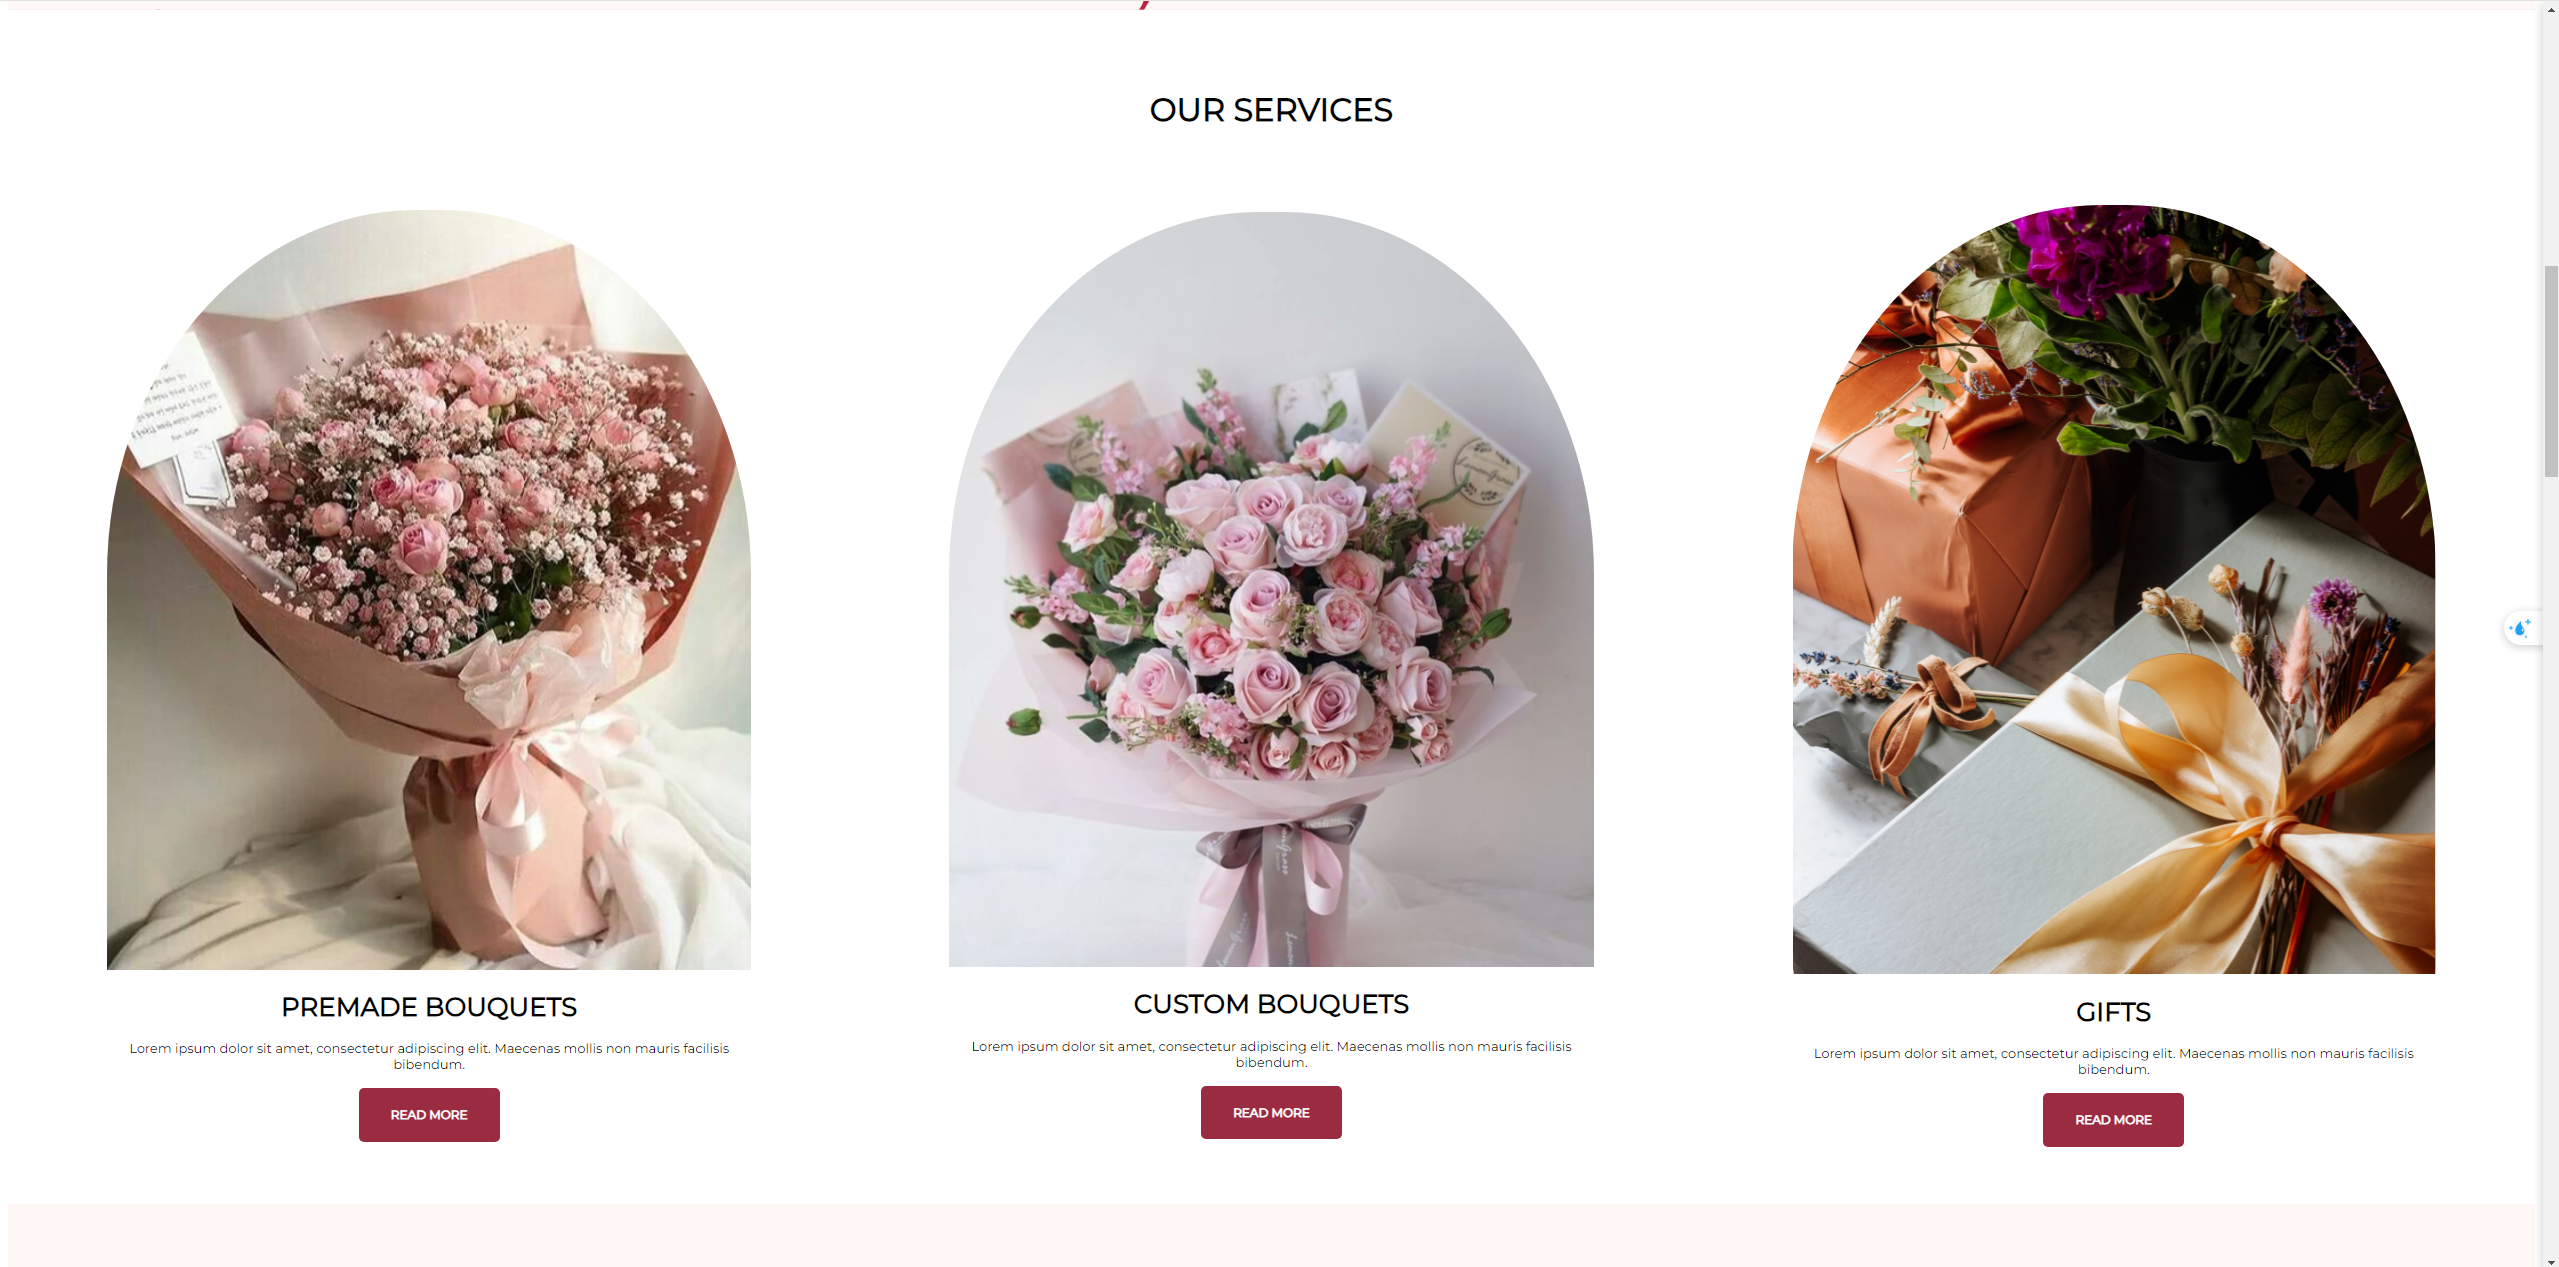 OUR SERVICES
PREMADE BOUQUETS
Lorem ipsum dolor sit amet, consectetur adipiscing elit. Maecenas mollis non mauris facilisis
bibendum.
READ MORE
CUSTOM BOUQUETS
Lorem ipsum dolor sit amet, consectetur adipiscing elit. Maecenas mollis non mauris facilisis
bibendum.
READ MORE
GIFTS
Lorem ipsum dolor sit amet, consectetur adipiscing elit. Maecenas mollis non mauris facilisis
bibendum.
READ MORE